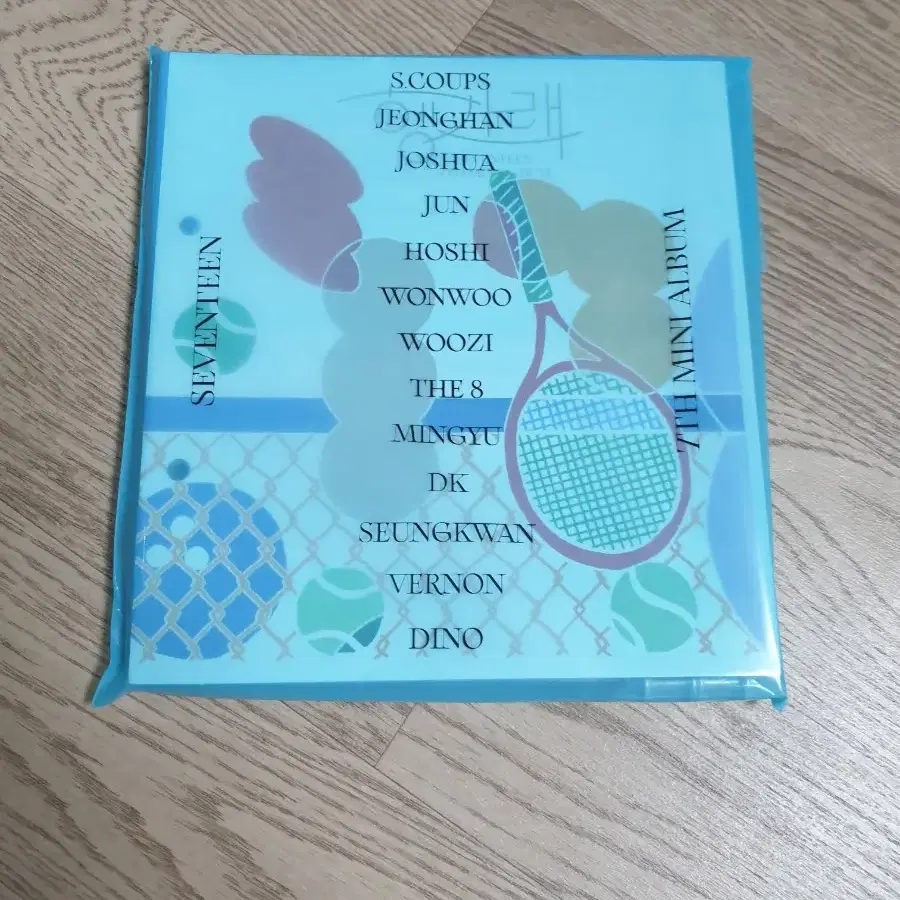 S.COUPS
JEONGHAN
JOSHUA
JUN
HOSHI
WONWOO
WOOZI
THE 8
MINGYU
DK
SEUNGKWAN
VERNON
DINO
SEVENTEEN
7TH MINI ALBUM